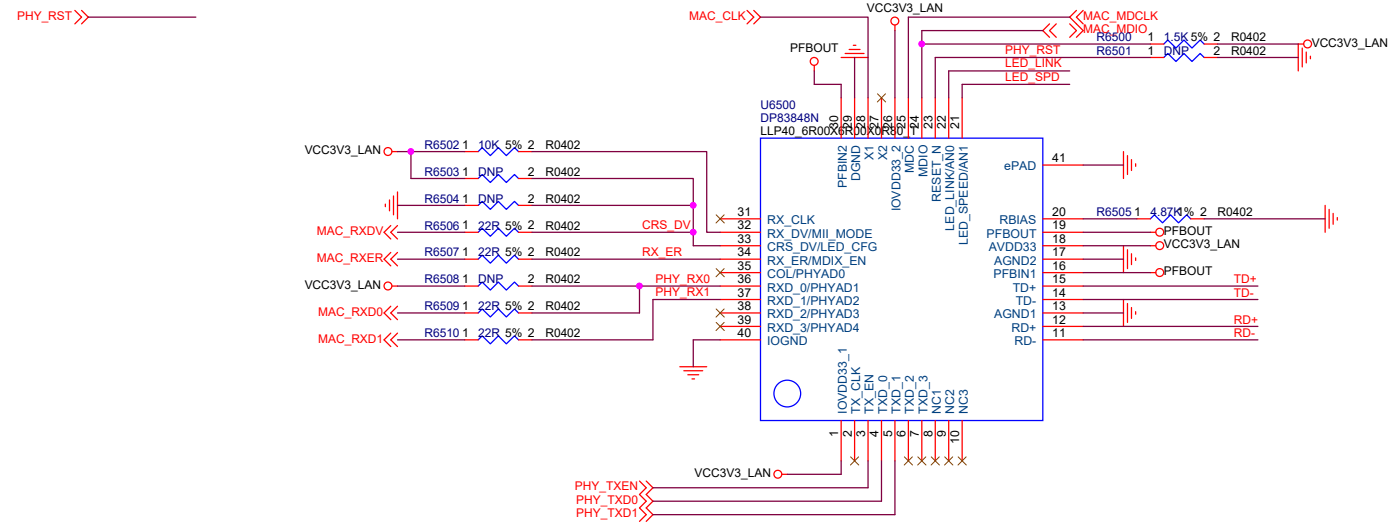 PHY_RST
MAC_CLK
VCC3V3_LAN
MAC_MDCLK
MAC_MDIO
R6500 1 1.5K 5% 2 R0402
VCC3V3_LAN
PHY_RST
R6501 1 DNP 2 R0402
LED_LINK
LED_SPD
PFBOUT
U6500
DP83848N
LLP40_6R00X6R00X0R80_T
30 29 28 27 26 25 24 23 22 21
PFBIN2
DGND
X1
X2
IOVDD33_2
MDC
MDIO
RESET_N
LED_LINK/AN0
LED_SPEED/AN1
VCC3V3_LAN
R6502 1 10K 5% 2 R0402
R6503 1 DNP 2 R0402
R6504 1 DNP 2 R0402
MAC_RXDV
R6506 1 22R 5% 2 R0402
CRS_DV
MAC_RXER
R6507 1 22R 5% 2 R0402
RX_ER
VCC3V3_LAN
R6508 1 DNP 2 R0402
PHY_RX0
PHY_RX1
MAC_RXD0
R6509 1 22R 5% 2 R0402
MAC_RXD1
R6510 1 22R 5% 2 R0402
31 RX_CLK
32 RX_DV/MII_MODE
33 CRS_DV/LED_CFG
34 RX_ER/MDIX_EN
35 COL/PHYAD0
36 RXD_0/PHYAD1
37 RXD_1/PHYAD2
38 RXD_2/PHYAD3
39 RXD_3/PHYAD4
40 IOGND
ePAD 41
RBIAS 20
R6505 1 4.87K 1% 2 R0402
PFBOUT 19 PFBOUT
AVDD33 18 VCC3V3_LAN
AGND2 17
PFBIN1 16 PFBOUT
TD+ 15 TD+
TD- 14 TD-
AGND1 13
RD+ 12 RD+
RD- 11 RD-
IOVDD33_1
TX_CLK
TX_EN
TXD_0
TXD_1
TXD_2
TXD_3
NC1
NC2
NC3
1 2 3 4 5 6 7 8 9 10
VCC3V3_LAN
PHY_TXEN
PHY_TXD0
PHY_TXD1